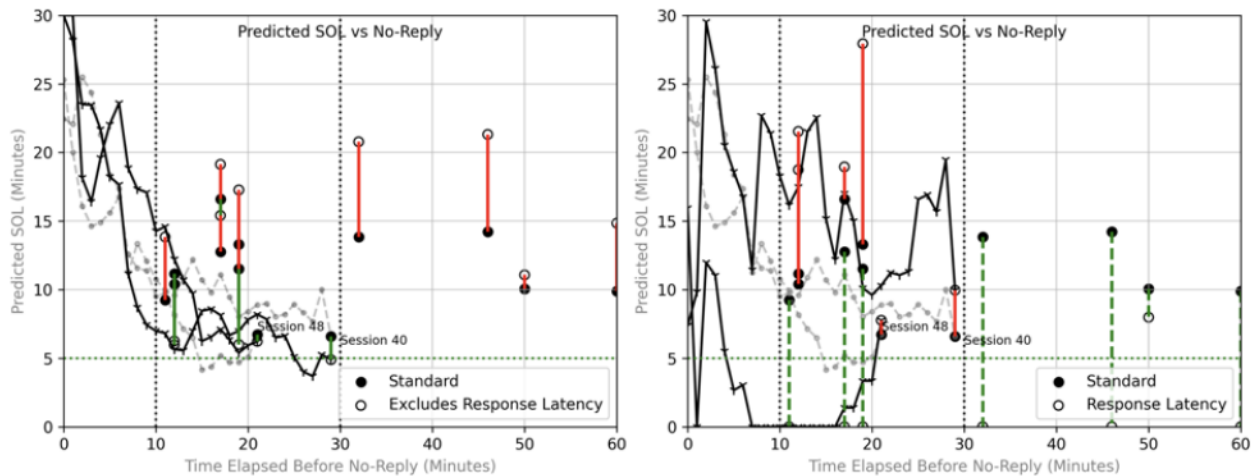 Predicted SOL vs No-Reply
30
25
20
15
10
5
0
Predicted SOL (Minutes)
Session 48
Session 40
Standard
Excludes Response Latency
0 10 20 30 40 50 60
Time Elapsed Before No-Reply (Minutes)
Predicted SOL vs No-Reply
30
25
20
15
10
5
0
Predicted SOL (Minutes)
Session 48
Session 40
Standard
Response Latency
0 10 20 30 40 50 60
Time Elapsed Before No-Reply (Minutes)